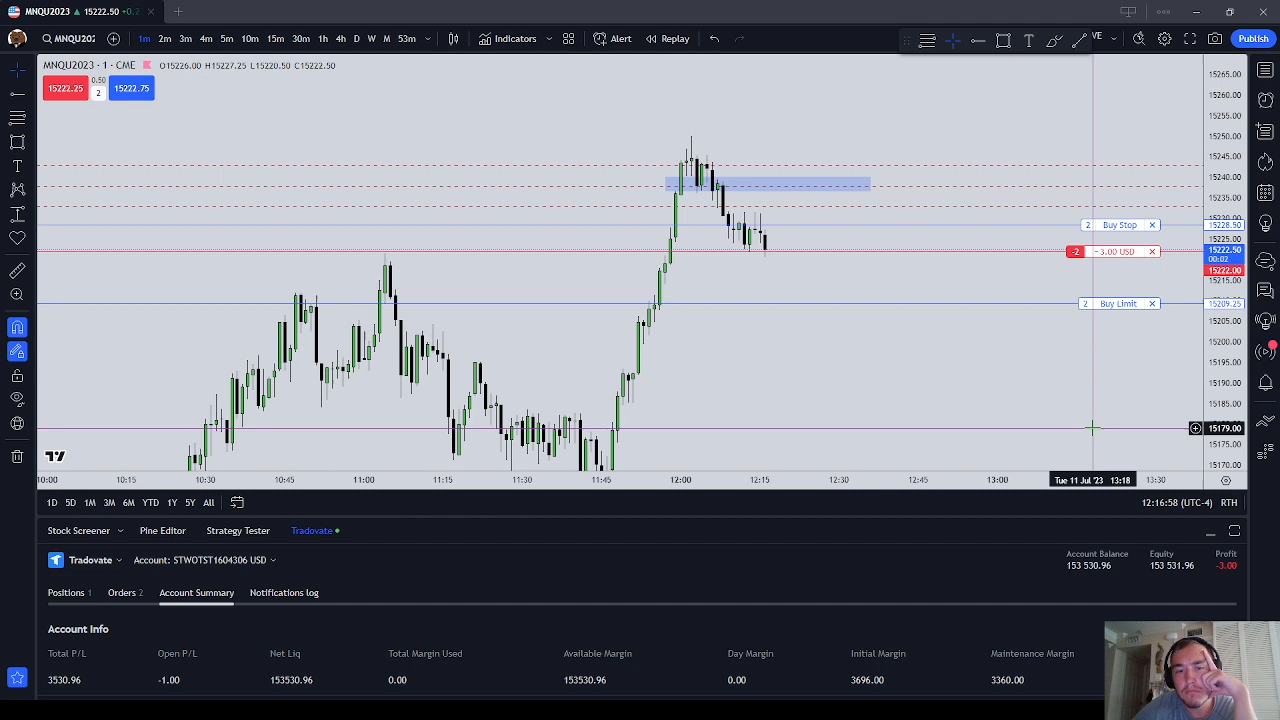 MNQU2023 ▲ 15222.50 +0.2
MNQU202 1m 2m 3m 4m 5m 10m 15m 30m 1h 4h D W M 53m Indicators Alert Replay VE Publish
MNQU2023 · 1 · CME O15226.00 H15227.25 L15220.50 C15222.50
15222.25 0.50 2 15222.75
15265.00
15260.00
15255.00
15250.00
15245.00
15240.00
15235.00
15230.00
2 Buy Stop 15228.50
15225.00
-2 −3.00 USD 15222.50
00:02
15222.00
15215.00
2 Buy Limit 15209.25
15205.00
15200.00
15195.00
15190.00
15185.00
15179.00
15175.00
15170.00
10:00 10:15 10:30 10:45 11:00 11:15 11:30 11:45 12:00 12:15 12:30 12:45 13:00 Tue 11 Jul '23 13:18 13:30
1D 5D 1M 3M 6M YTD 1Y 5Y All 12:16:58 (UTC-4) RTH
Stock Screener Pine Editor Strategy Tester Tradovate
Tradovate Account: STWOTST1604306 USD Account Balance Equity Profit
153 530.96 153 531.96 -3.00
Positions 1 Orders 2 Account Summary Notifications log
Account Info
Total P/L Open P/L Net Liq Total Margin Used Available Margin Day Margin Initial Margin Maintenance Margin
3530.96 -1.00 153530.96 0.00 133530.96 0.00 3696.00 3360.00